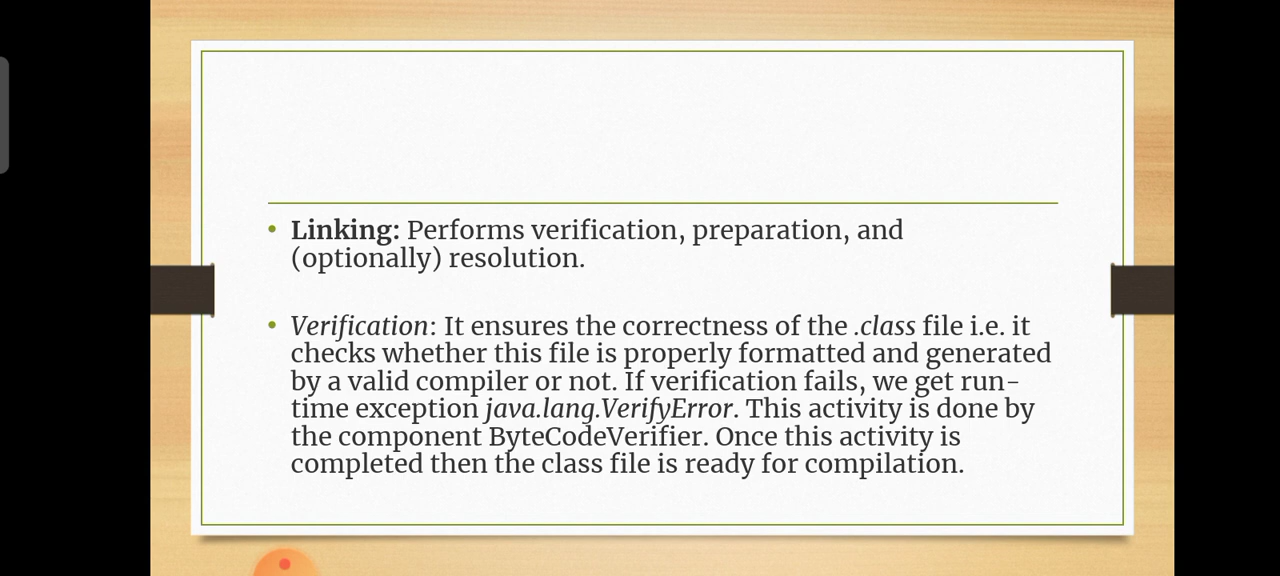 • Linking: Performs verification, preparation, and
(optionally) resolution.
• Verification: It ensures the correctness of the .class file i.e. it
checks whether this file is properly formatted and generated
by a valid compiler or not. If verification fails, we get run-
time exception java.lang.VerifyError. This activity is done by
the component ByteCodeVerifier. Once this activity is
completed then the class file is ready for compilation.